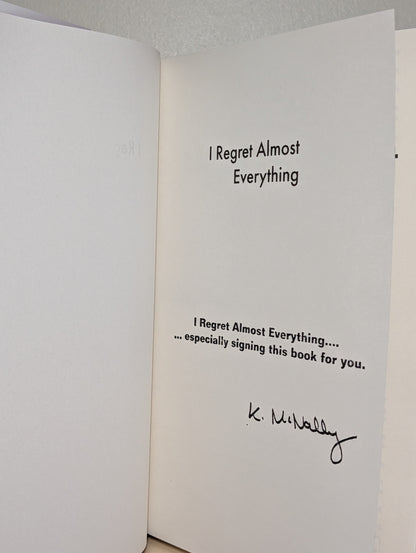 I Regret Almost
Everything
I Regret Almost Everything....
... especially signing this book for you.
K. McNally